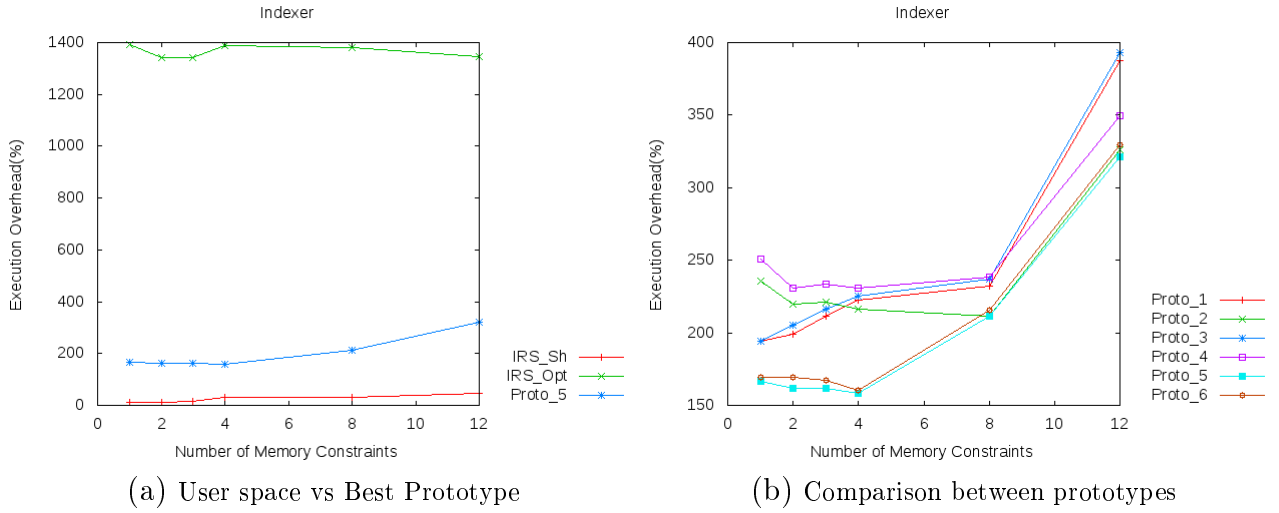 Indexer
1400
1200
1000
800
600
400
200
0
0 2 4 6 8 10 12
Execution Overhead(%)
Number of Memory Constraints
IRS_Sh
IRS_Opt
Proto_5
(a) User space vs Best Prototype
Indexer
400
350
300
250
200
150
0 2 4 6 8 10 12
Execution Overhead(%)
Number of Memory Constraints
Proto_1
Proto_2
Proto_3
Proto_4
Proto_5
Proto_6
(b) Comparison between prototypes